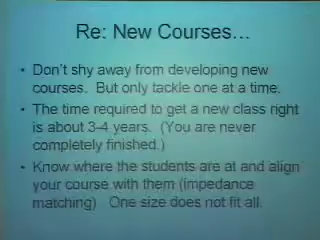 Re: New Courses…
• Don't shy away from developing new
courses. But only tackle one at a time.
• The time required to get a new class right
is about 3-4 years. (You are never
completely finished.)
• Know where the students are at and align
your course with them (impedance
matching) One size does not fit all.